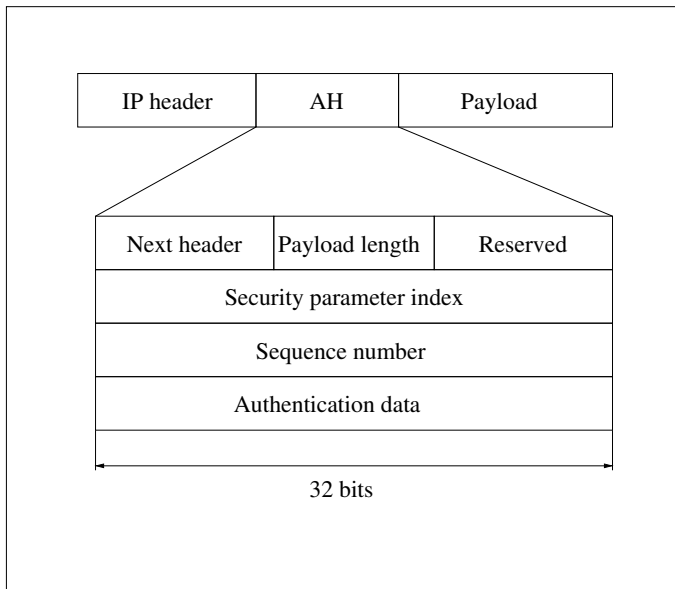 IP header AH Payload
Next header Payload length Reserved
Security parameter index
Sequence number
Authentication data
32 bits